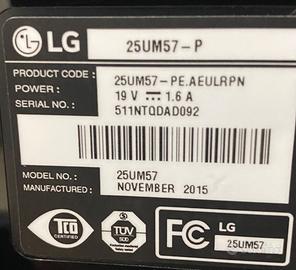 LG 25UM57-P
PRODUCT CODE : 25UM57-PE.AEULRPN
POWER : 19 V ⎓ 1.6 A
SERIAL NO. : 511NTQDAD092
MODEL NO.: 25UM57
MANUFACTURED : NOVEMBER 2015
TCO
CERTIFIED
TÜV
SÜD
FC LG
25UM57